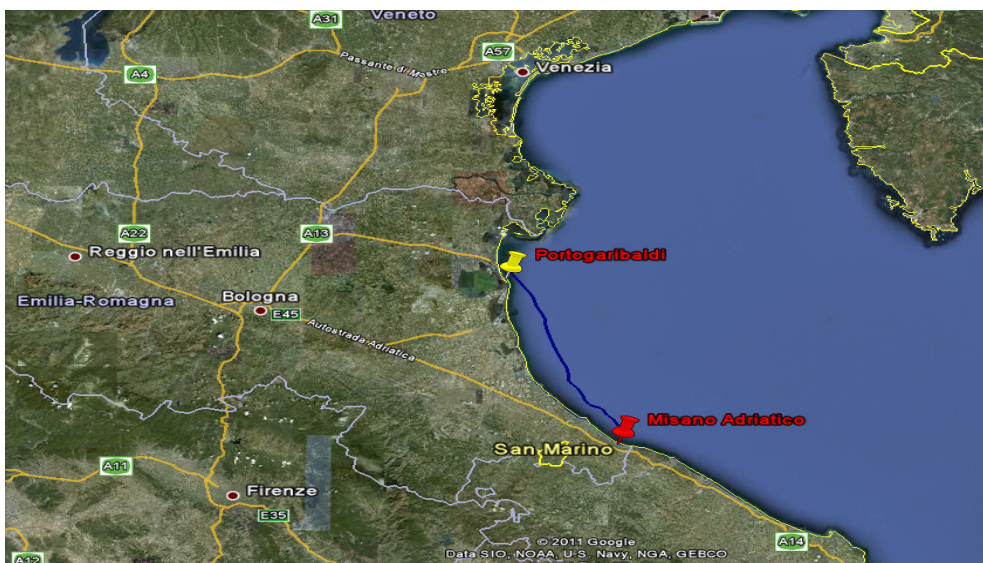 A31
Veneto
A57
Passante di Mestre
Venezia
A4
A22
A13
Reggio nell'Emilia
Portogaribaldi
Emilia-Romagna
Bologna
E45
Autostrada Adriatica
Misano Adriatico
San Marino
A11
Firenze
E35
© 2011 Google
A14
Data SIO, NOAA, U.S. Navy, NGA, GEBCO
A12